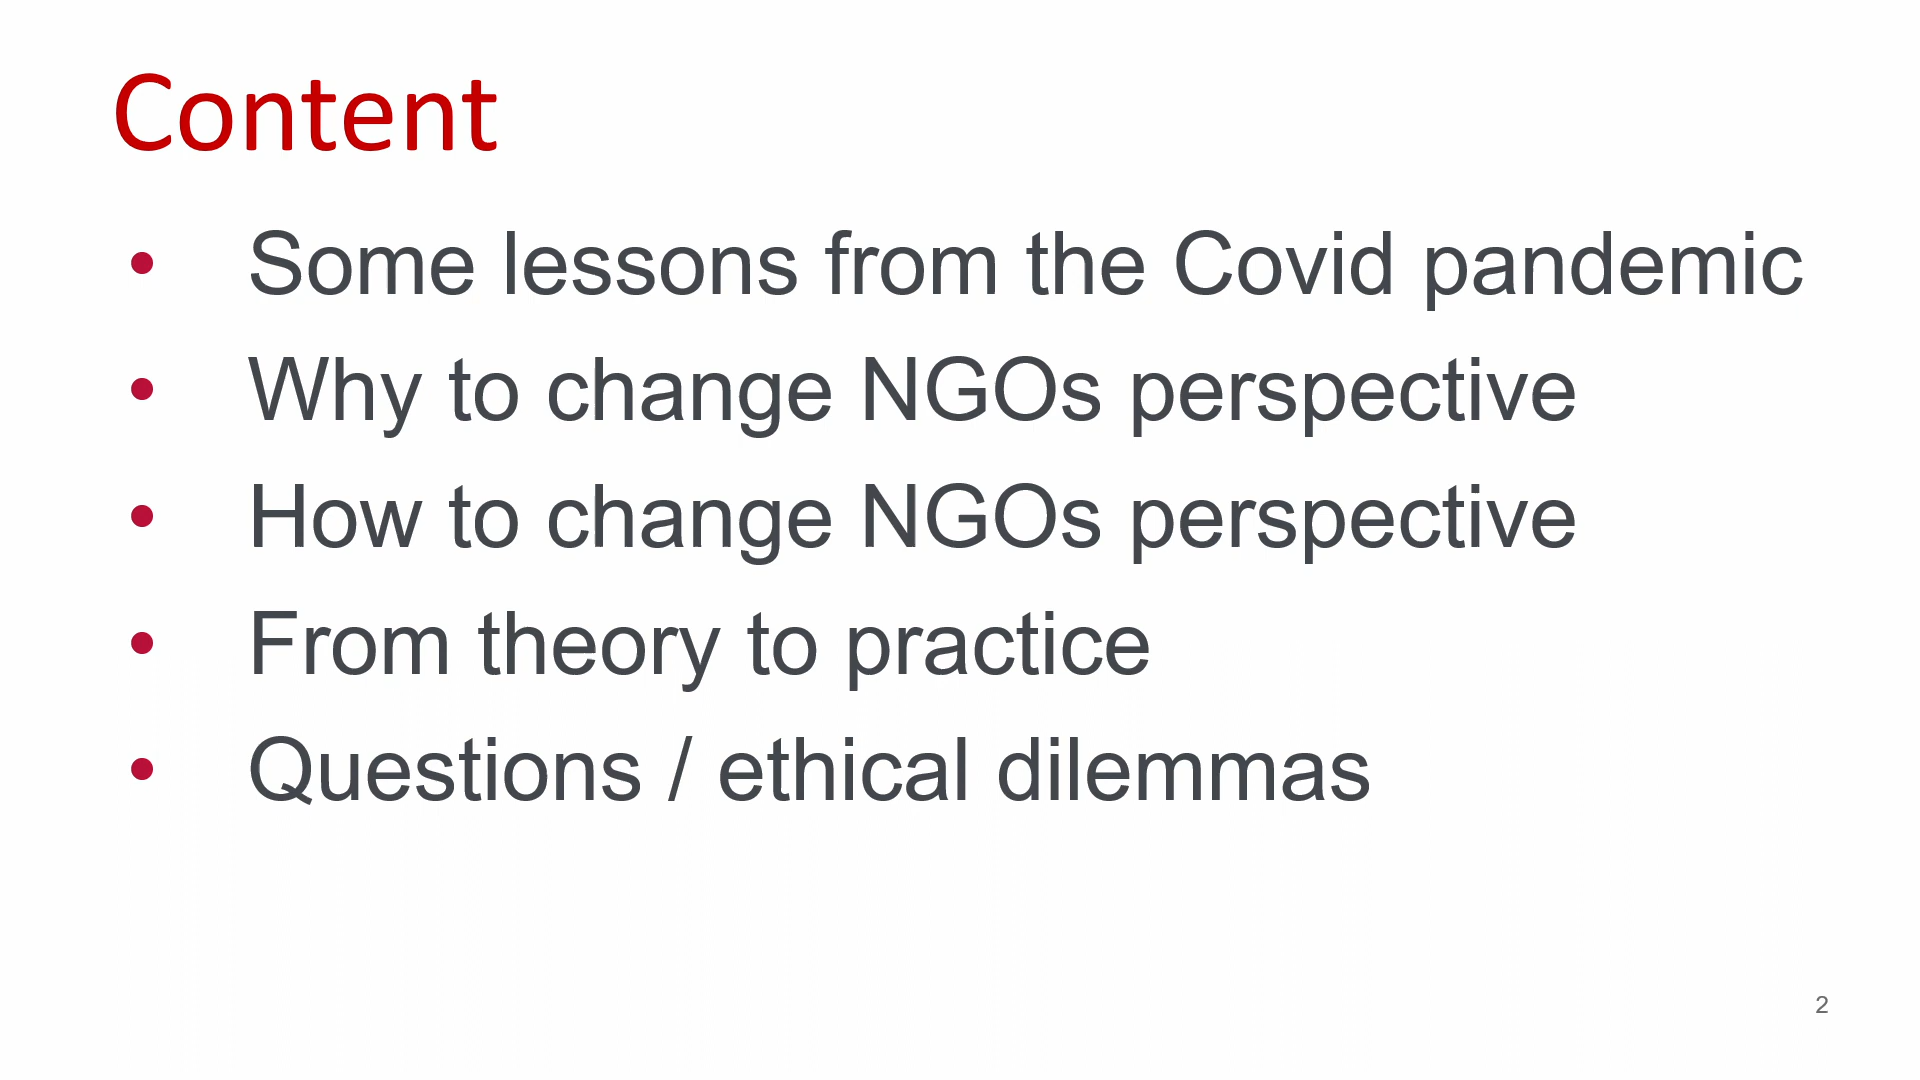 Content
• Some lessons from the Covid pandemic
• Why to change NGOs perspective
• How to change NGOs perspective
• From theory to practice
• Questions / ethical dilemmas
2